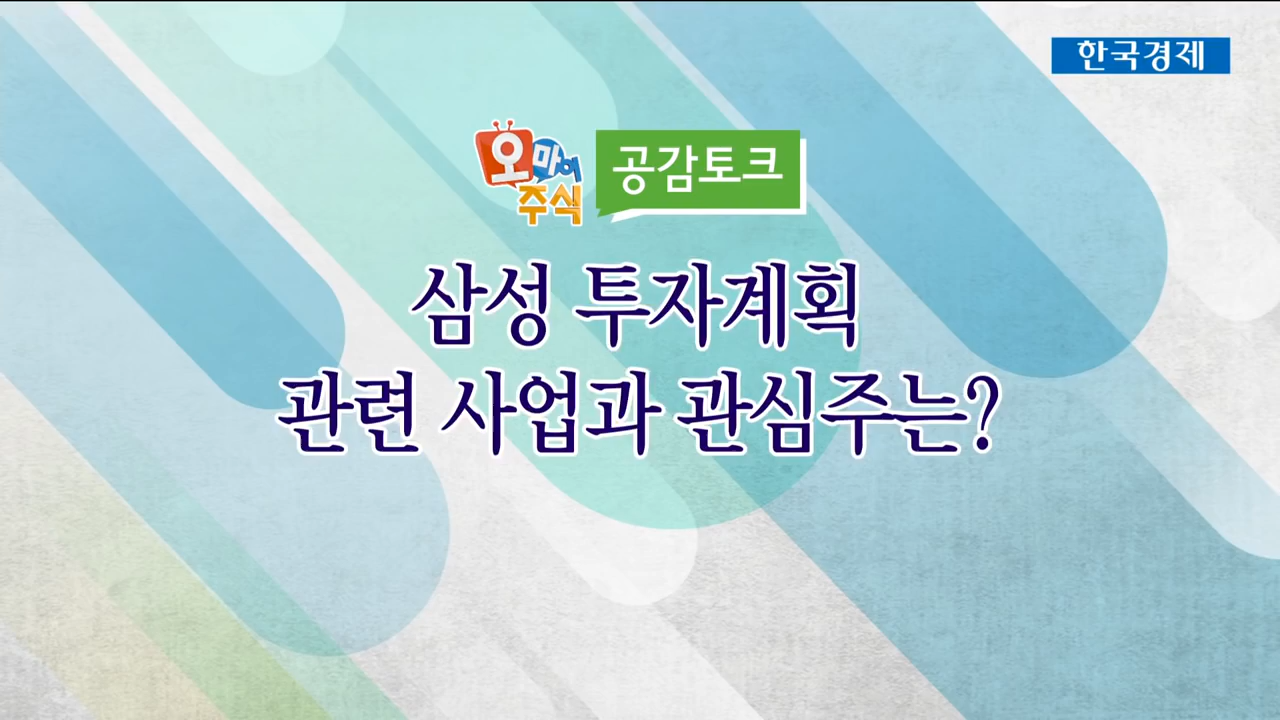 한국경제
오마이
주식
공감토크
삼성 투자계획
관련 사업과 관심주는?